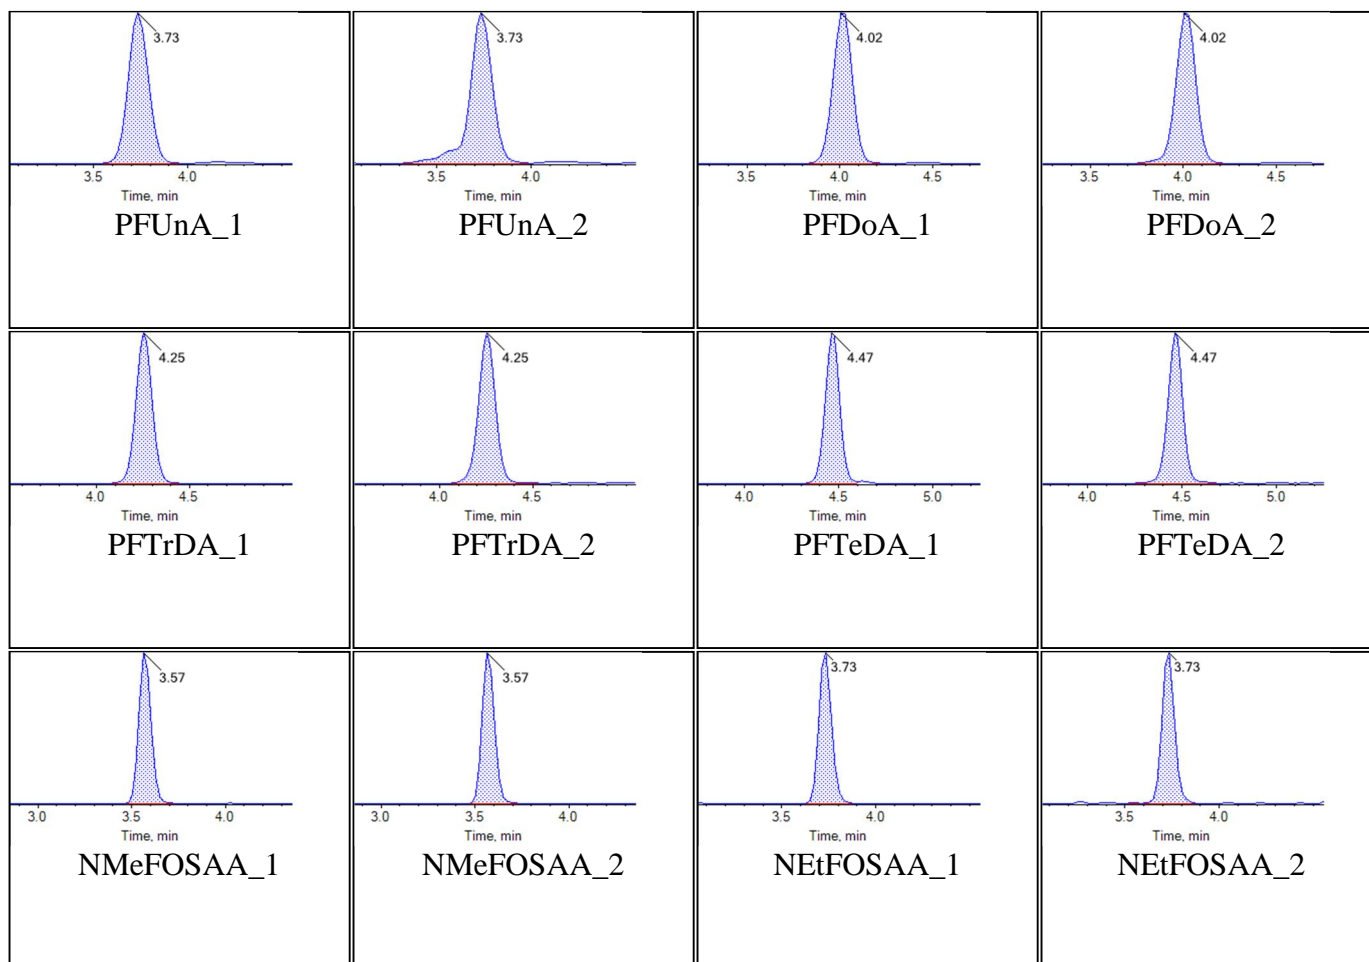 3.73
3.5 4.0
Time, min
PFUnA_1
3.73
3.5 4.0
Time, min
PFUnA_2
4.02
3.5 4.0 4.5
Time, min
PFDoA_1
4.02
3.5 4.0 4.5
Time, min
PFDoA_2
4.25
4.0 4.5
Time, min
PFTrDA_1
4.25
4.0 4.5
Time, min
PFTrDA_2
4.47
4.0 4.5 5.0
Time, min
PFTeDA_1
4.47
4.0 4.5 5.0
Time, min
PFTeDA_2
3.57
3.0 3.5 4.0
Time, min
NMeFOSAA_1
3.57
3.0 3.5 4.0
Time, min
NMeFOSAA_2
3.73
3.5 4.0
Time, min
NEtFOSAA_1
3.73
3.5 4.0
Time, min
NEtFOSAA_2